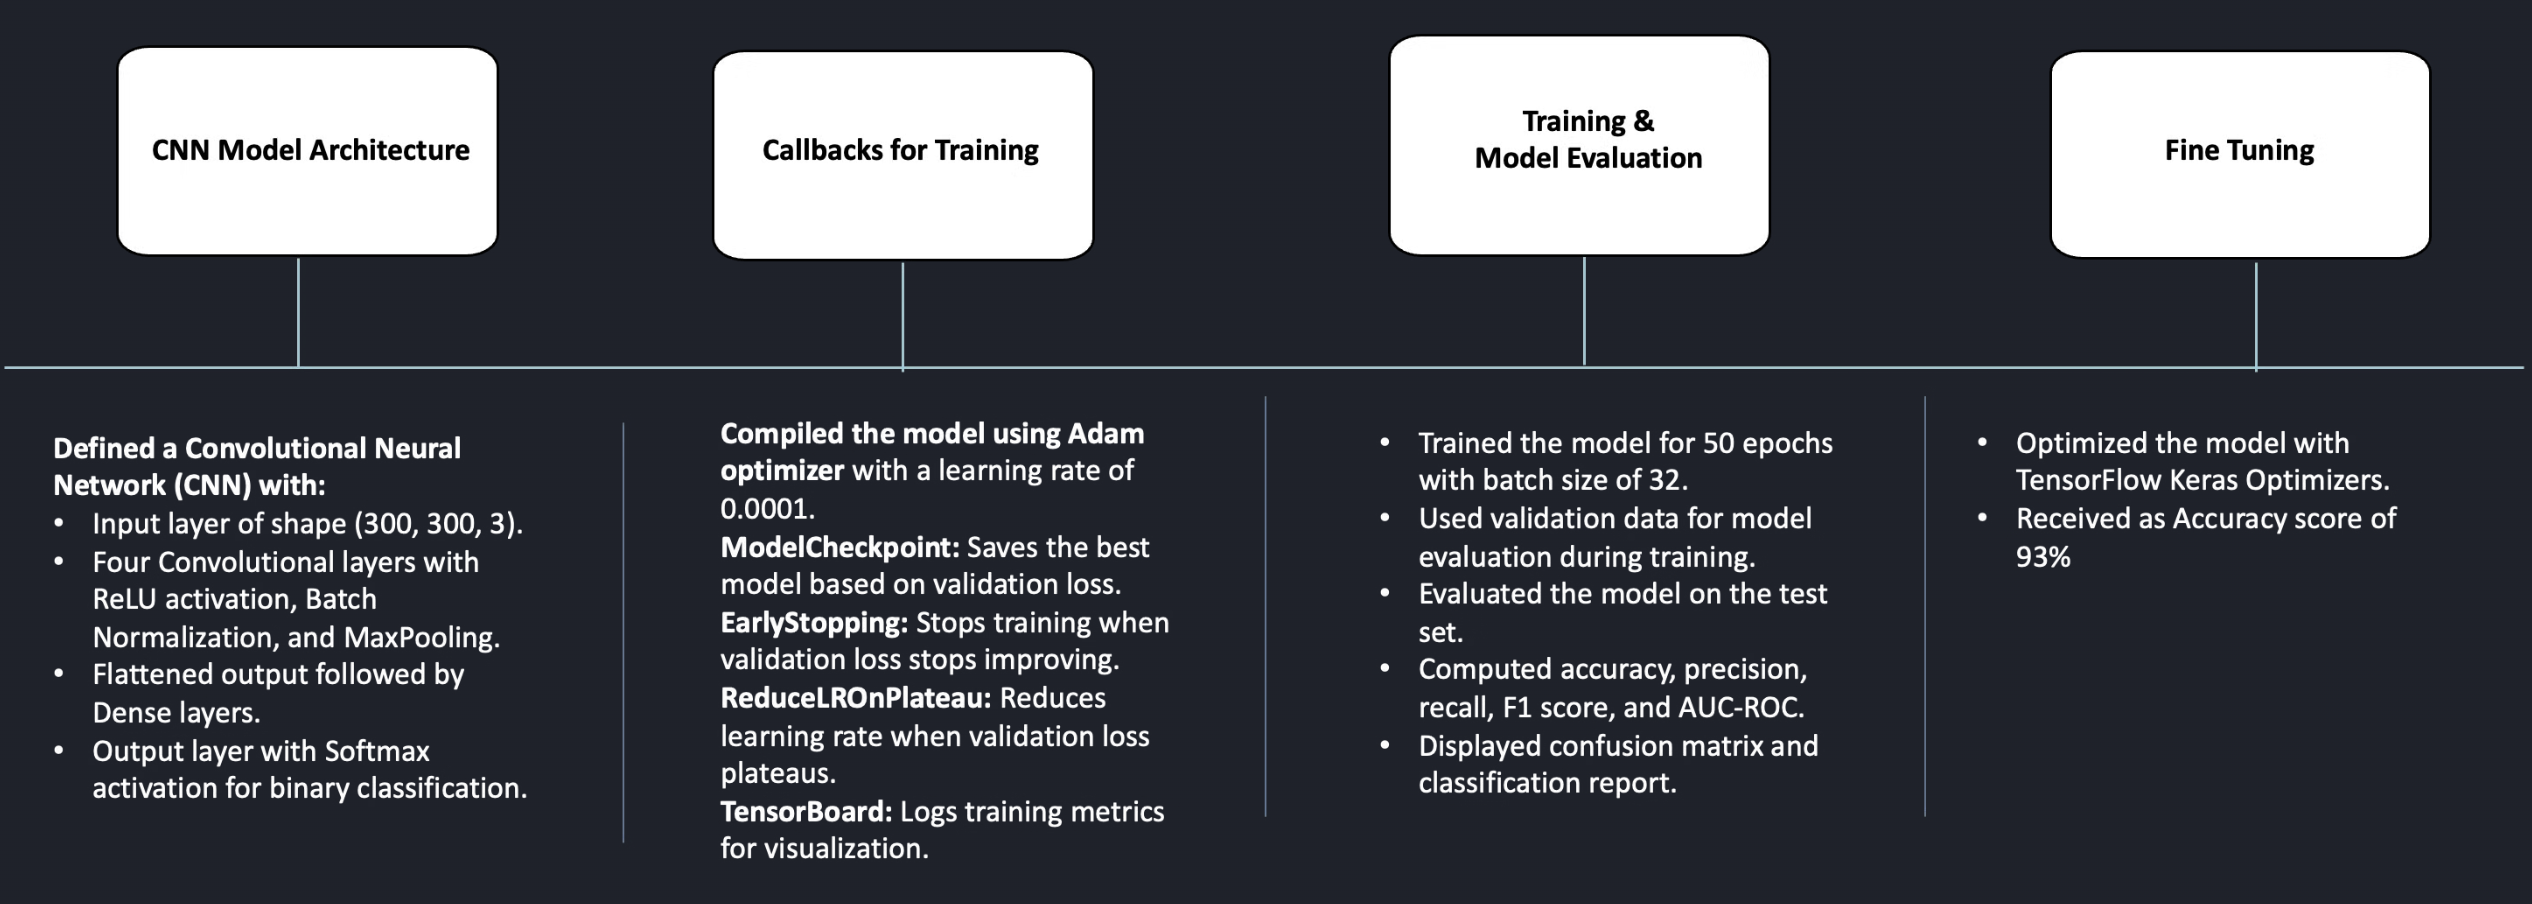 CNN Model Architecture
Callbacks for Training
Training &
Model Evaluation
Fine Tuning
Defined a Convolutional Neural
Network (CNN) with:
• Input layer of shape (300, 300, 3).
• Four Convolutional layers with
ReLU activation, Batch
Normalization, and MaxPooling.
• Flattened output followed by
Dense layers.
• Output layer with Softmax
activation for binary classification.
Compiled the model using Adam
optimizer with a learning rate of
0.0001.
ModelCheckpoint: Saves the best
model based on validation loss.
EarlyStopping: Stops training when
validation loss stops improving.
ReduceLROnPlateau: Reduces
learning rate when validation loss
plateaus.
TensorBoard: Logs training metrics
for visualization.
• Trained the model for 50 epochs
with batch size of 32.
• Used validation data for model
evaluation during training.
• Evaluated the model on the test
set.
• Computed accuracy, precision,
recall, F1 score, and AUC-ROC.
• Displayed confusion matrix and
classification report.
• Optimized the model with
TensorFlow Keras Optimizers.
• Received as Accuracy score of
93%